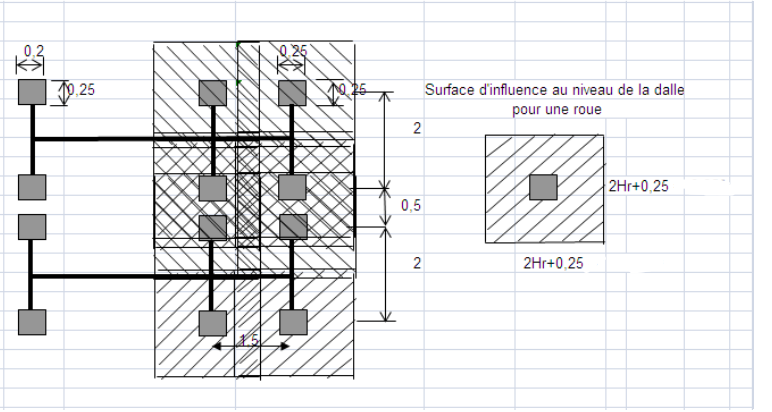 0,2
0,25
0,25
0,25
2
0,5
2
1,5
Surface d'influence au niveau de la dalle
pour une roue
2Hr+0,25
2Hr+0,25